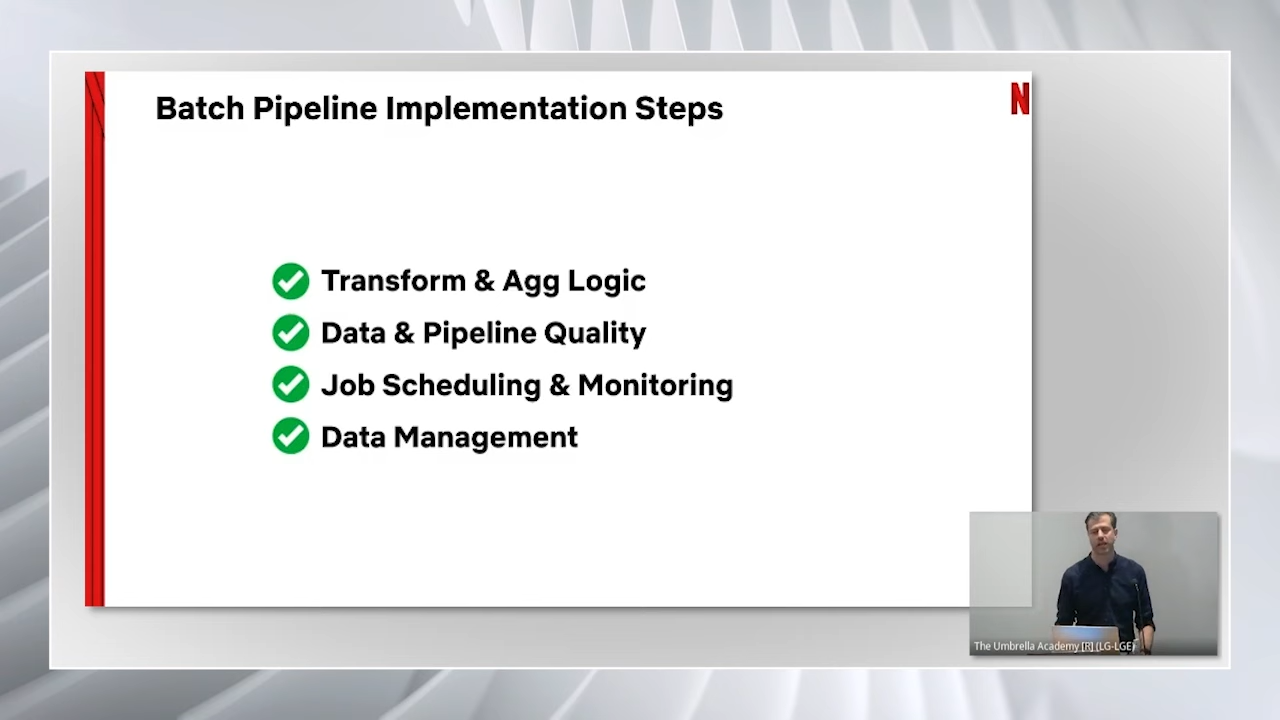 Batch Pipeline Implementation Steps
N
Transform & Agg Logic
Data & Pipeline Quality
Job Scheduling & Monitoring
Data Management
The Umbrella Academy [R] (LG-LGE)